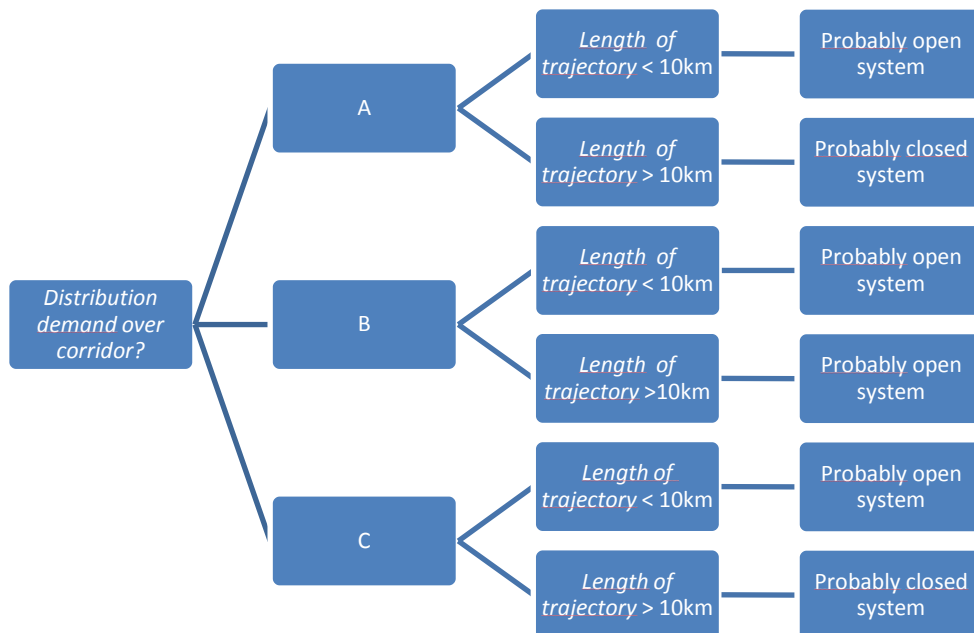 Distribution
demand over
corridor?
A
Length of
trajectory < 10km
Probably open
system
Length of
trajectory > 10km
Probably closed
system
B
Length of
trajectory < 10km
Probably open
system
Length of
trajectory >10km
Probably open
system
C
Length of
trajectory < 10km
Probably open
system
Length of
trajectory > 10km
Probably closed
system